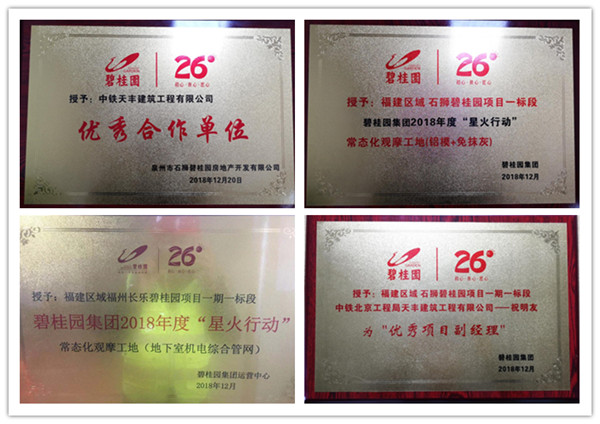 碧桂园
26
初心·良心·匠心
授予：中铁天丰建筑工程有限公司
优秀合作单位
泉州市石狮碧桂园房地产开发有限公司
2018年12月20日
碧桂园
26
授予：福建区域 石狮碧桂园项目一标段
碧桂园集团2018年度“星火行动”
常态化观摩工地(铝模+免抹灰)
碧桂园集团
2018年12月
碧桂园
26
授予：福建区域福州长乐碧桂园项目一期一标段
碧桂园集团2018年度“星火行动”
常态化观摩工地（地下室机电综合管网）
碧桂园集团运营中心
2018年12月
碧桂园
26
授予：福建区域 石狮碧桂园项目一期一标段
中铁北京工程局天丰建筑工程有限公司——祝明友
为“优秀项目副经理”
碧桂园集团
2018年12月